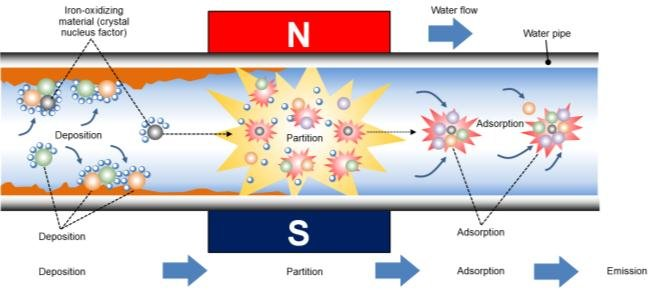 Iron-oxidizing
material (crystal
nucleus factor)
N
Water flow
Water pipe
Deposition
Partition
Adsorption
Deposition
S
Adsorption
Deposition
Partition
Adsorption
Emission